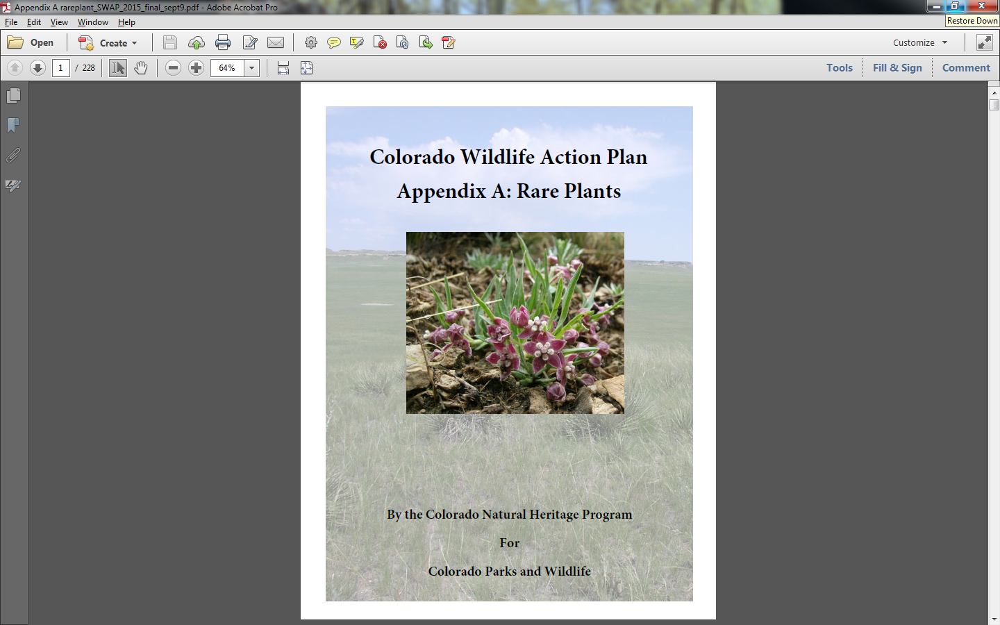 Appendix A rareplant_SWAP_2015_final_sept9.pdf - Adobe Acrobat Pro
File Edit View Window Help
Restore Down
Open Create Customize
1 / 228 64% Tools Fill & Sign Comment
Colorado Wildlife Action Plan
Appendix A: Rare Plants
By the Colorado Natural Heritage Program
For
Colorado Parks and Wildlife